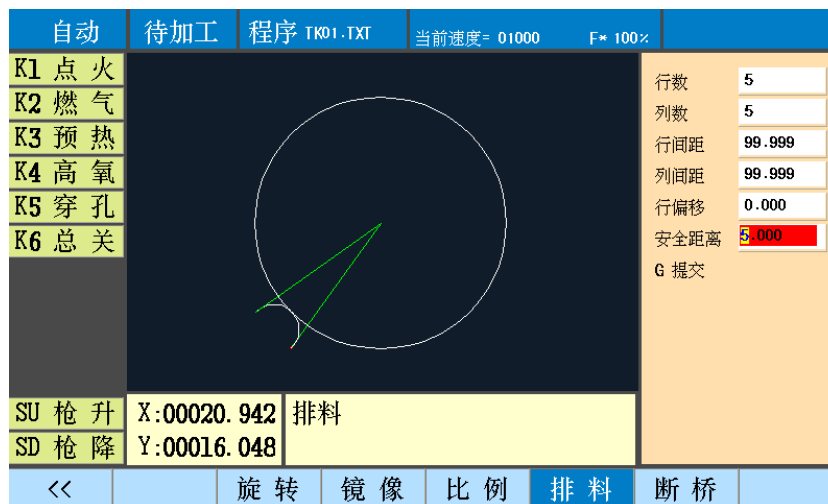 自动 待加工 程序 TK01.TXT 当前速度= 01000 F* 100%
K1 点 火
K2 燃 气
K3 预 热
K4 高 氧
K5 穿 孔
K6 总 关
行数 5
列数 5
行间距 99.999
列间距 99.999
行偏移 0.000
安全距离 5.000
G 提交
SU 枪 升
SD 枪 降
X:00020.942
Y:00016.048
排料
<< 旋 转 镜 像 比 例 排 料 断 桥